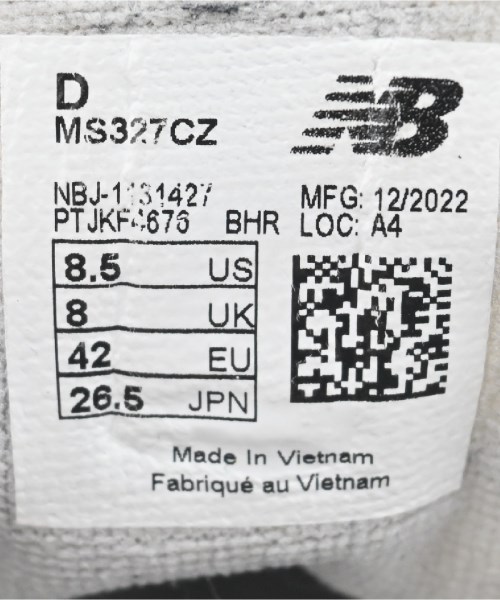 D
MS327CZ
NB
NBJ-1131427
MFG: 12/2022
PTJKF4676 BHR
LOC: A4
8.5 US
8 UK
42 EU
26.5 JPN
Made In Vietnam
Fabriqué au Vietnam